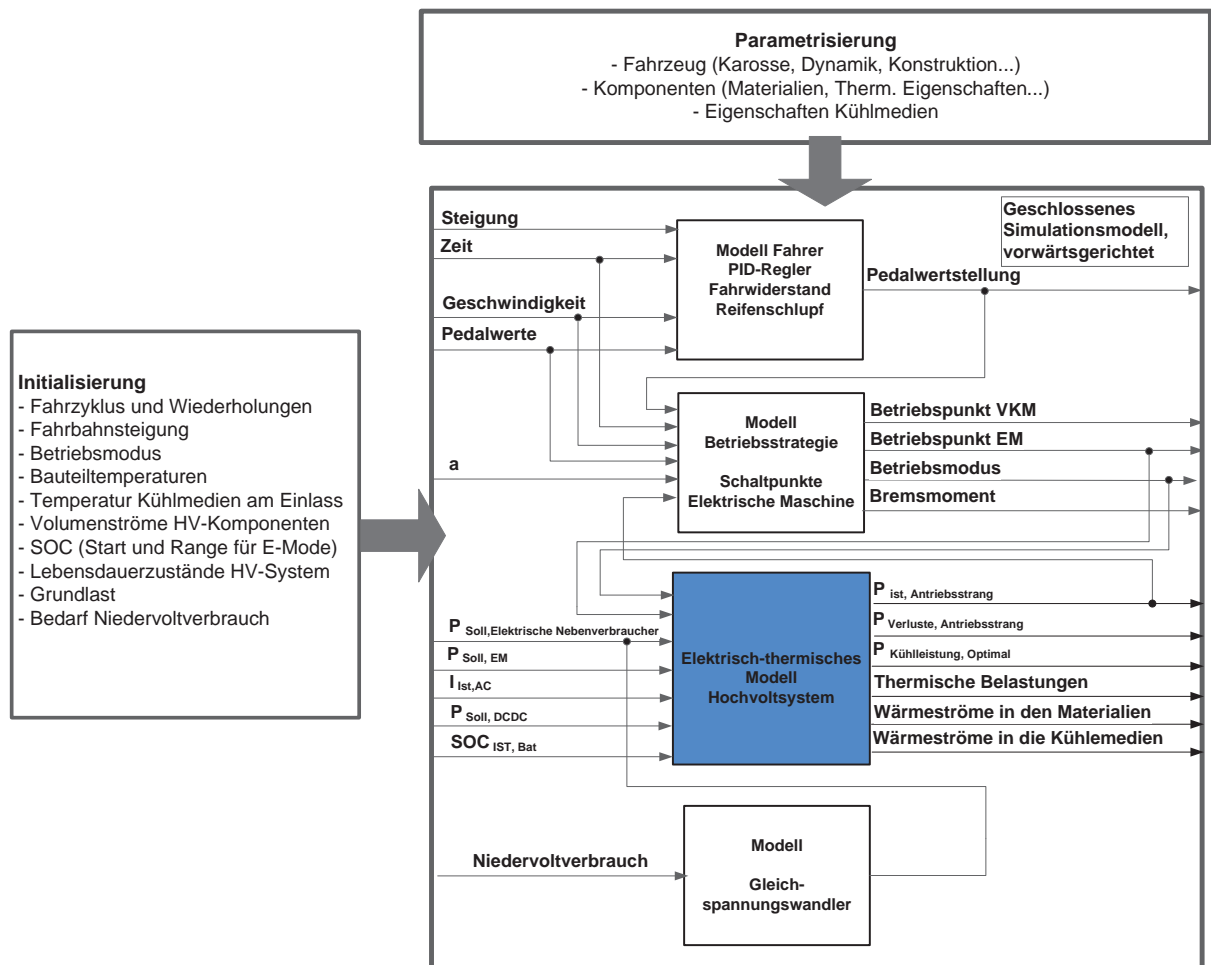 Parametrisierung
- Fahrzeug (Karosse, Dynamik, Konstruktion...)
- Komponenten (Materialien, Therm. Eigenschaften...)
- Eigenschaften Kühlmedien
Initialisierung
- Fahrzyklus und Wiederholungen
- Fahrbahnsteigung
- Betriebsmodus
- Bauteiltemperaturen
- Temperatur Kühlmedien am Einlass
- Volumenströme HV-Komponenten
- SOC (Start und Range für E-Mode)
- Lebensdauerzustände HV-System
- Grundlast
- Bedarf Niedervoltverbrauch
Geschlossenes
Simulationsmodell,
vorwärtsgerichtet
Steigung
Zeit
Geschwindigkeit
Pedalwerte
Modell Fahrer
PID-Regler
Fahrwiderstand
Reifenschlupf
Pedalwertstellung
a
Modell
Betriebsstrategie
Schaltpunkte
Elektrische Maschine
Betriebspunkt VKM
Betriebspunkt EM
Betriebsmodus
Bremsmoment
P Soll,Elektrische Nebenverbraucher
P Soll, EM
I Ist,AC
P Soll, DCDC
SOC IST, Bat
Elektrisch-thermisches
Modell
Hochvoltsystem
P ist, Antriebsstrang
P Verluste, Antriebsstrang
P Kühlleistung, Optimal
Thermische Belastungen
Wärmeströme in den Materialien
Wärmeströme in die Kühlemedien
Niedervoltverbrauch
Modell
Gleich-
spannungswandler